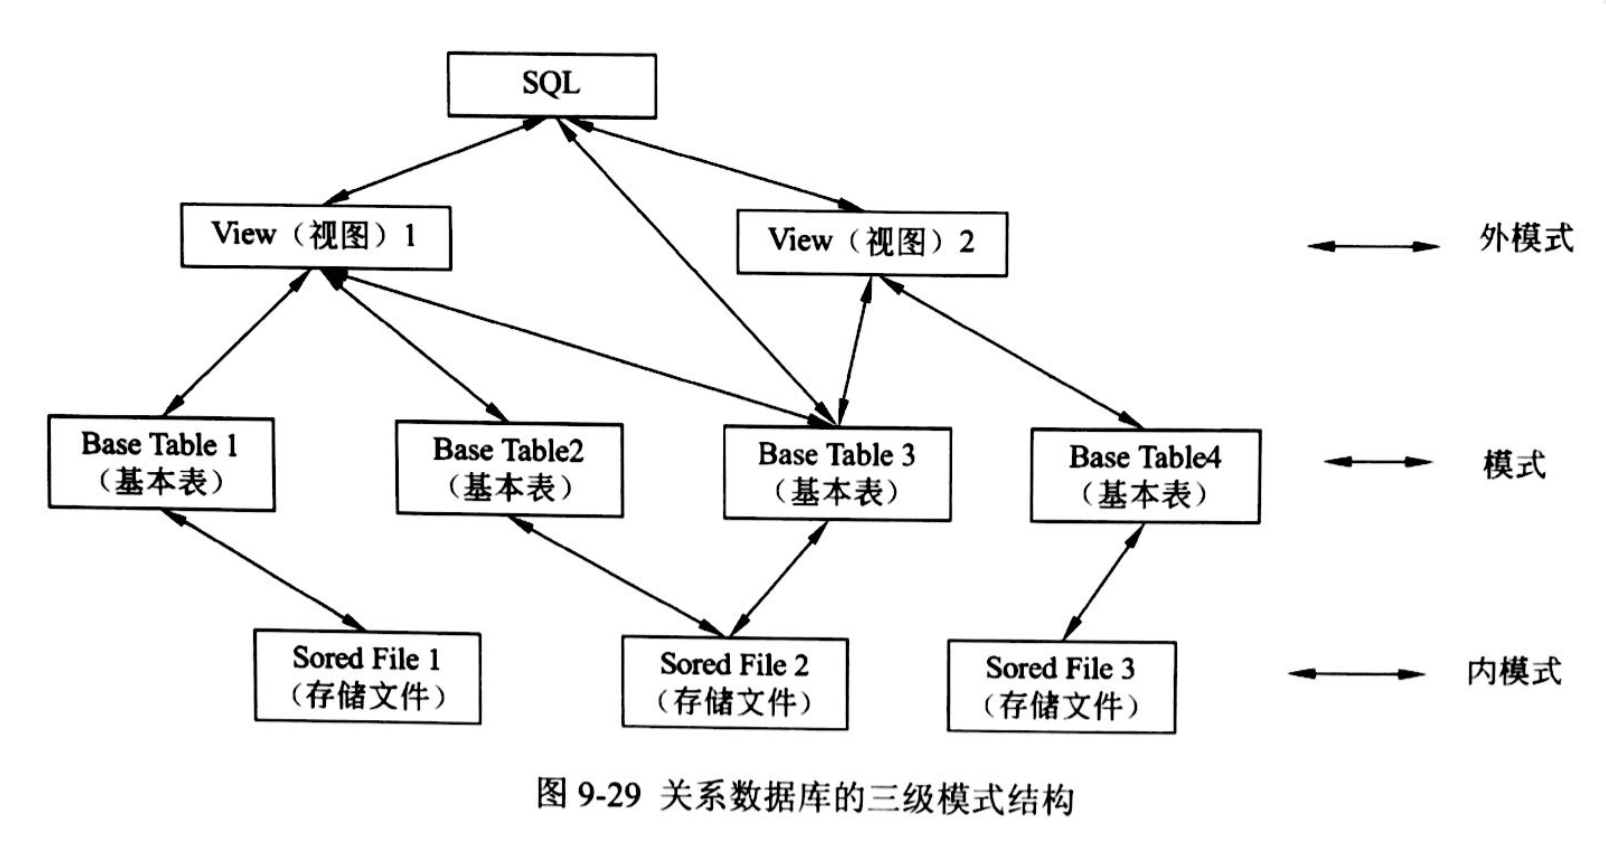 SQL
View（视图）1
View（视图）2
外模式
Base Table 1
（基本表）
Base Table2
（基本表）
Base Table 3
（基本表）
Base Table4
（基本表）
模式
Sored File 1
（存储文件）
Sored File 2
（存储文件）
Sored File 3
（存储文件）
内模式
图 9-29 关系数据库的三级模式结构